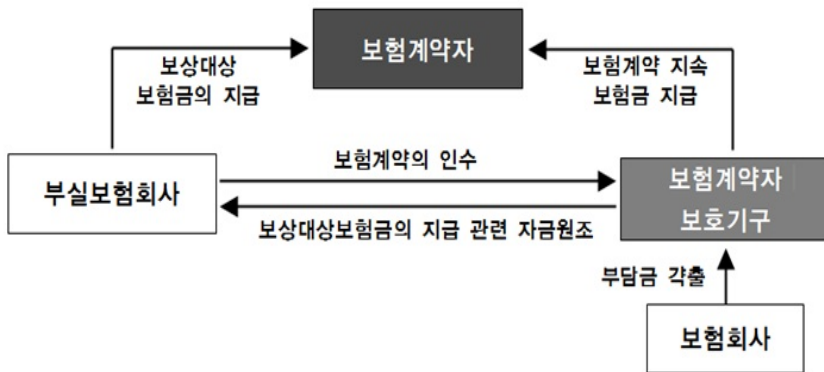 보험계약자
보상대상
보험금의 지급
보험계약 지속
보험금 지급
보험계약의 인수
부실보험회사
보험계약자
보호기구
보상대상보험금의 지급 관련 자금원조
부담금 갹출
보험회사